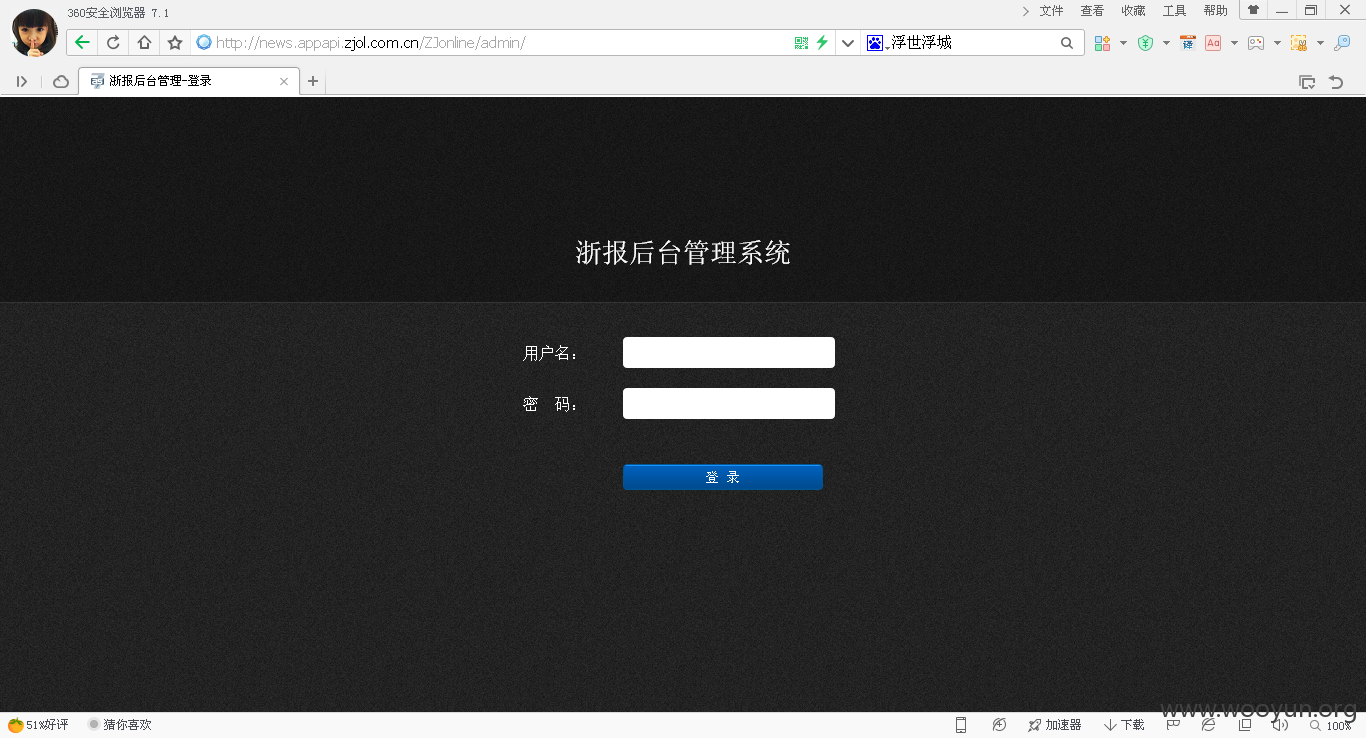 360安全浏览器 7.1
文件 查看 收藏 工具 帮助
http://news.appapi.zjol.com.cn/ZJonline/admin/
浮世浮城
译
Aa
浙报后台管理-登录
浙报后台管理系统
用户名：
密 码：
登 录
51%好评
猜你喜欢
加速器
下载
100%
www.wooyun.org